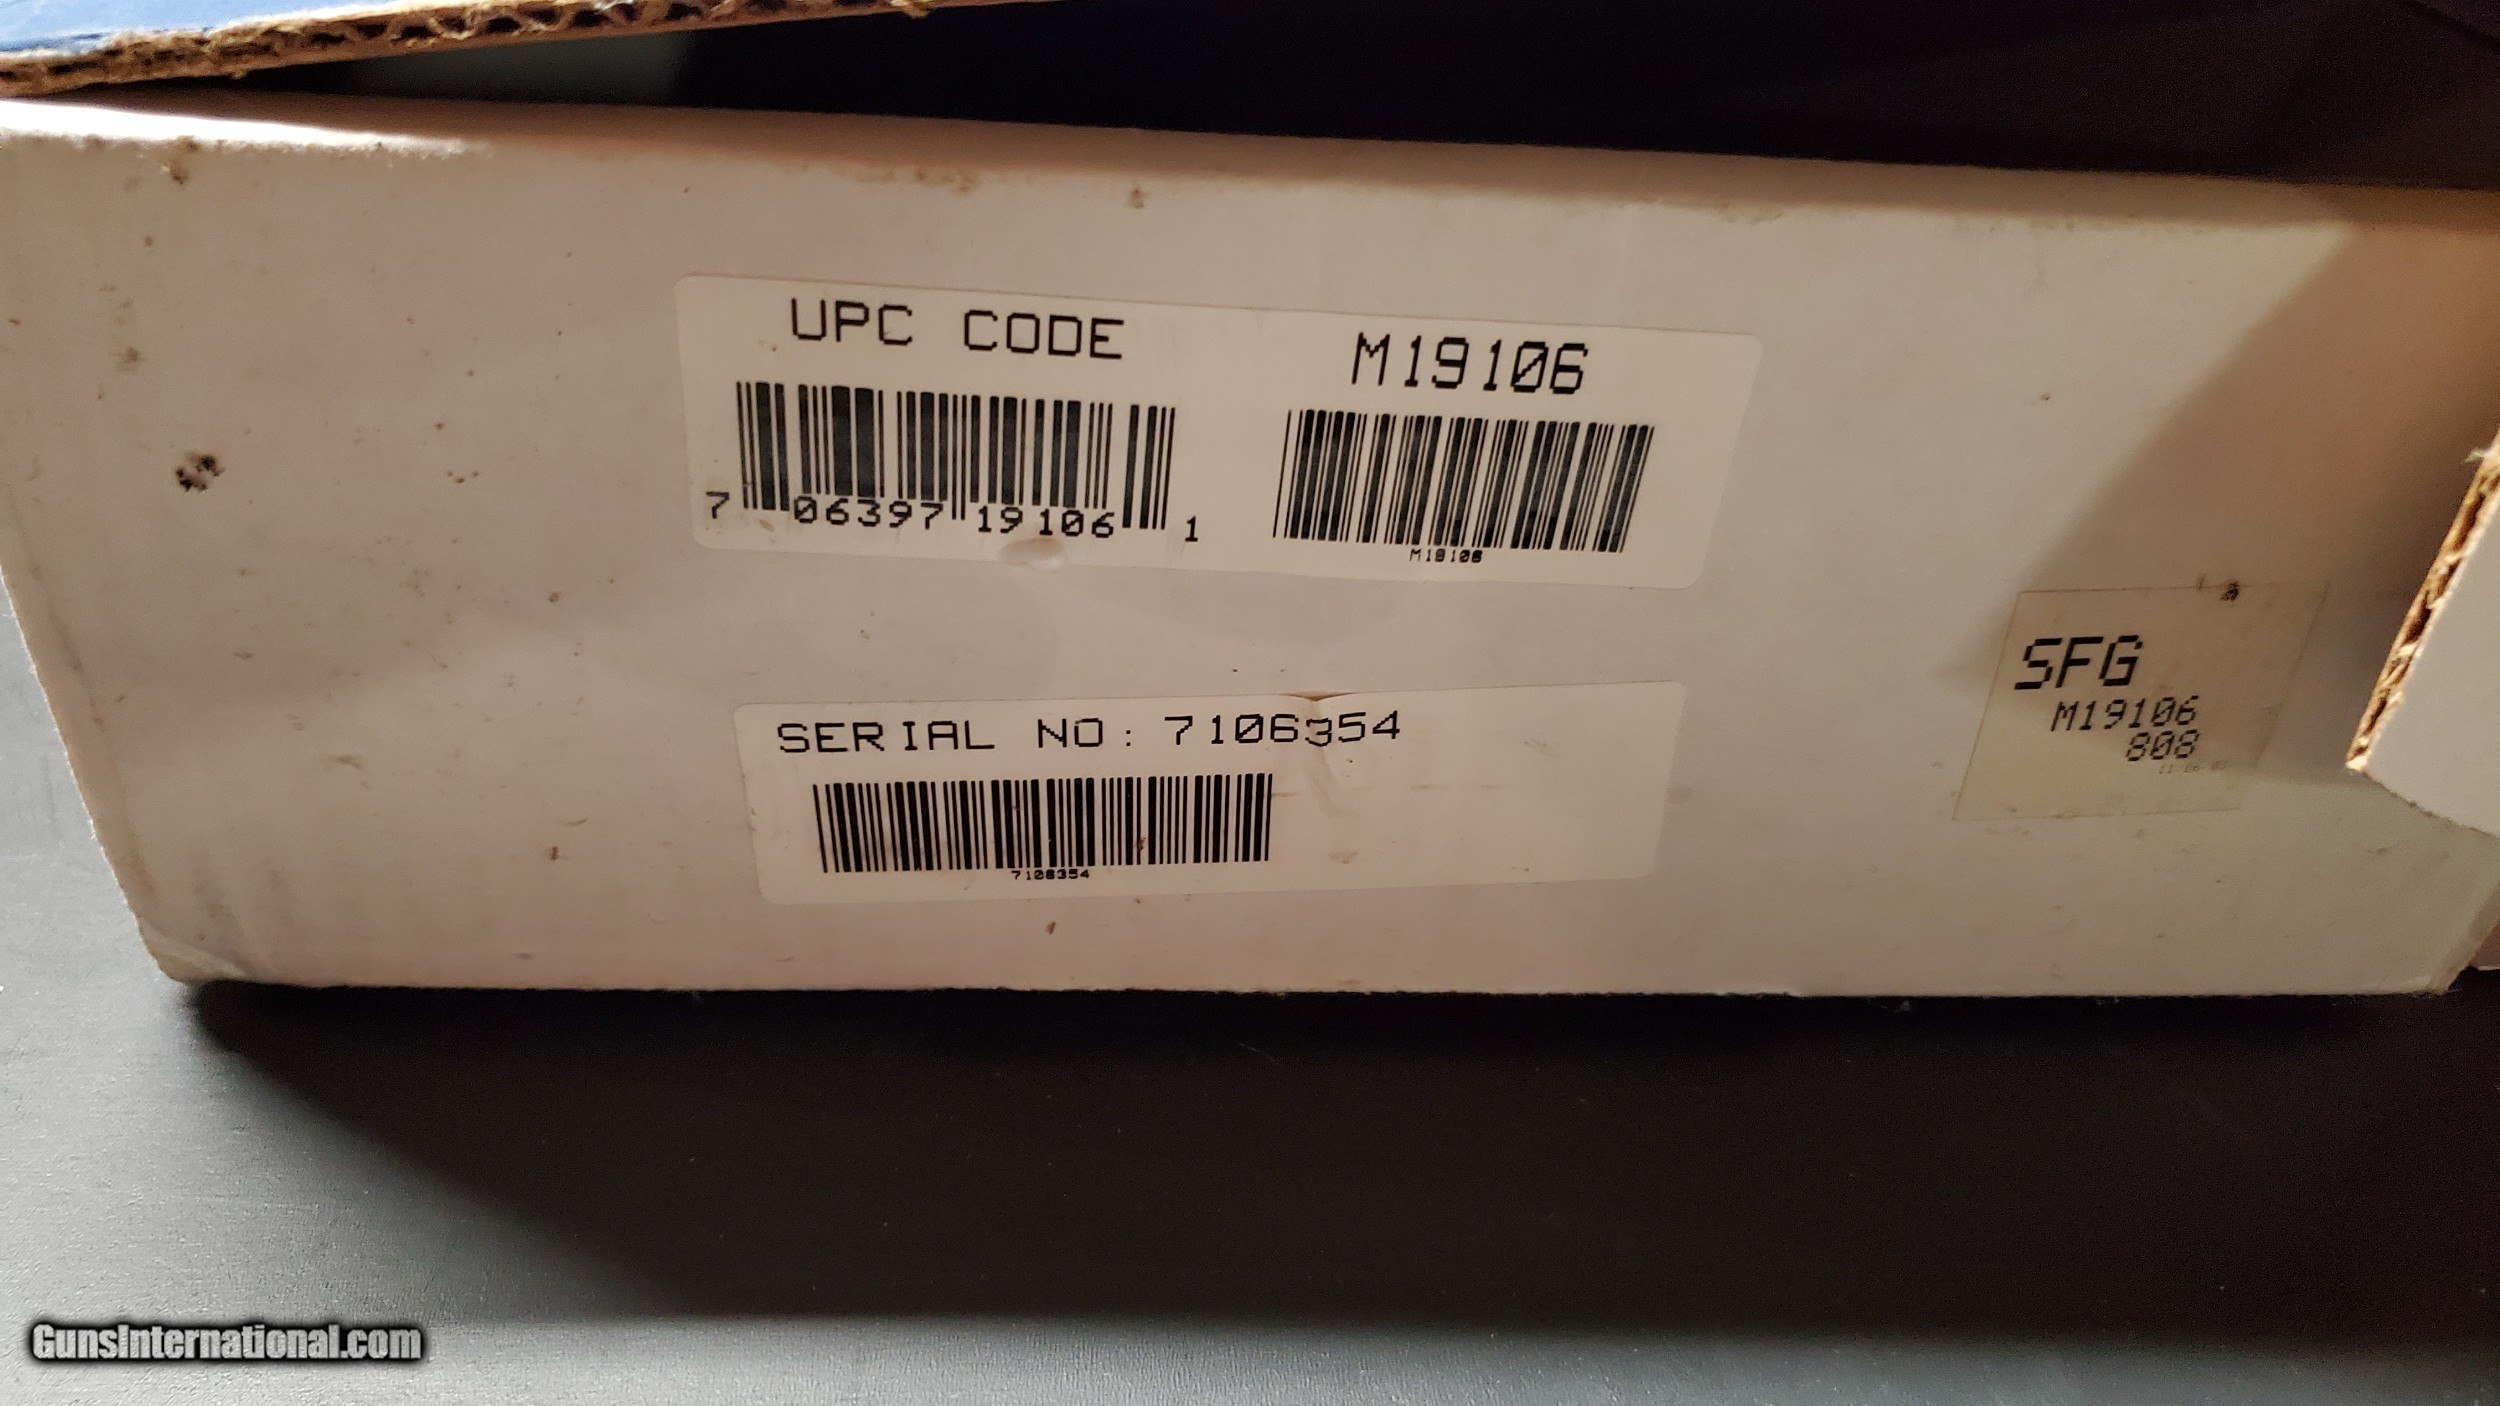 UPC CODE
M19106
7 06397 19106 1
M19106
SERIAL NO: 7106354
7106354
SFG
M19106
808
GunsInternational.com